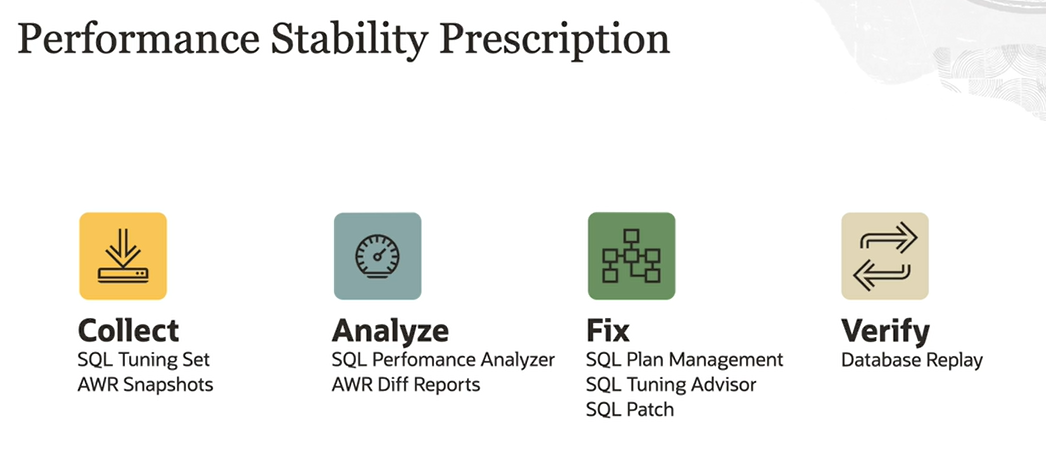 Performance Stability Prescription
Collect
SQL Tuning Set
AWR Snapshots
Analyze
SQL Perfomance Analyzer
AWR Diff Reports
Fix
SQL Plan Management
SQL Tuning Advisor
SQL Patch
Verify
Database Replay